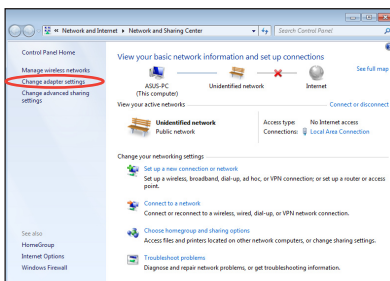 « Network and Internet ▸ Network and Sharing Center
Search Control Panel
Control Panel Home
Manage wireless networks
Change adapter settings
Change advanced sharing
settings
See also
HomeGroup
Internet Options
Windows Firewall
View your basic network information and set up connections
See full map
ASUS-PC
(This computer)
Unidentified network
Internet
View your active networks
Connect or disconnect
Unidentified network
Public network
Access type: No Internet access
Connections: Local Area Connection
Change your networking settings
Set up a new connection or network
Set up a wireless, broadband, dial-up, ad hoc, or VPN connection; or set up a router or access
point.
Connect to a network
Connect or reconnect to a wireless, wired, dial-up, or VPN network connection.
Choose homegroup and sharing options
Access files and printers located on other network computers, or change sharing settings.
Troubleshoot problems
Diagnose and repair network problems, or get troubleshooting information.